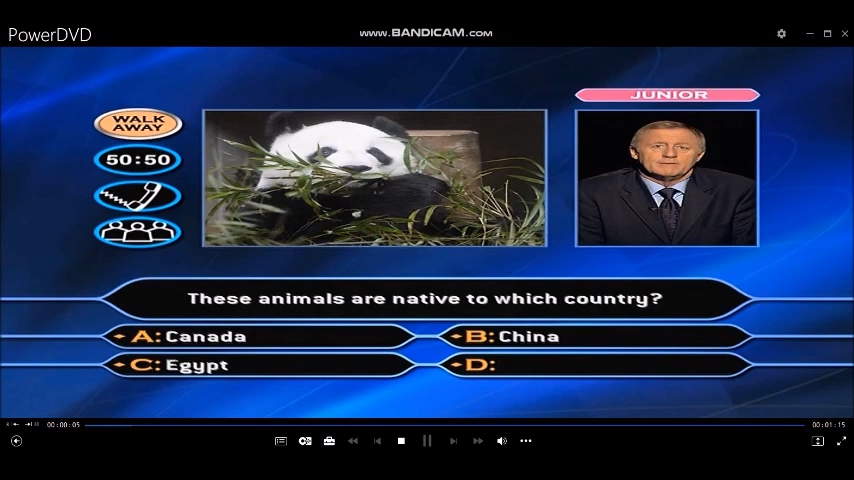 PowerDVD
www.BANDICAM.com
JUNIOR
WALK
AWAY
50:50
These animals are native to which country?
A: Canada
B: China
C: Egypt
D:
00:00:05
00:01:15